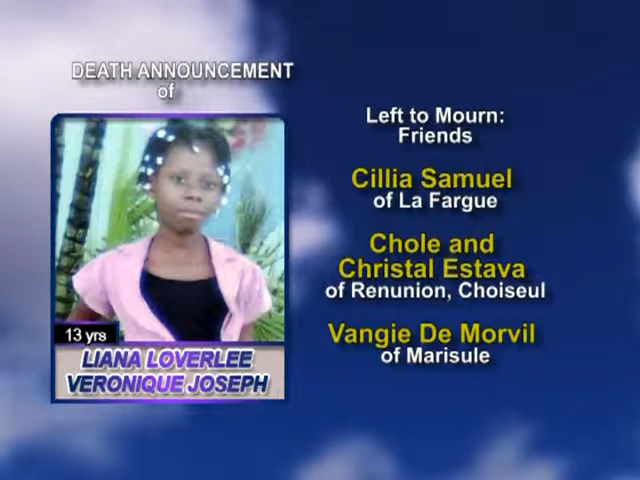 DEATH ANNOUNCEMENT
of
13 yrs
LIANA LOVERLEE
VERONIQUE JOSEPH
Left to Mourn:
Friends
Cillia Samuel
of La Fargue
Chole and
Christal Estava
of Renunion, Choiseul
Vangie De Morvil
of Marisule